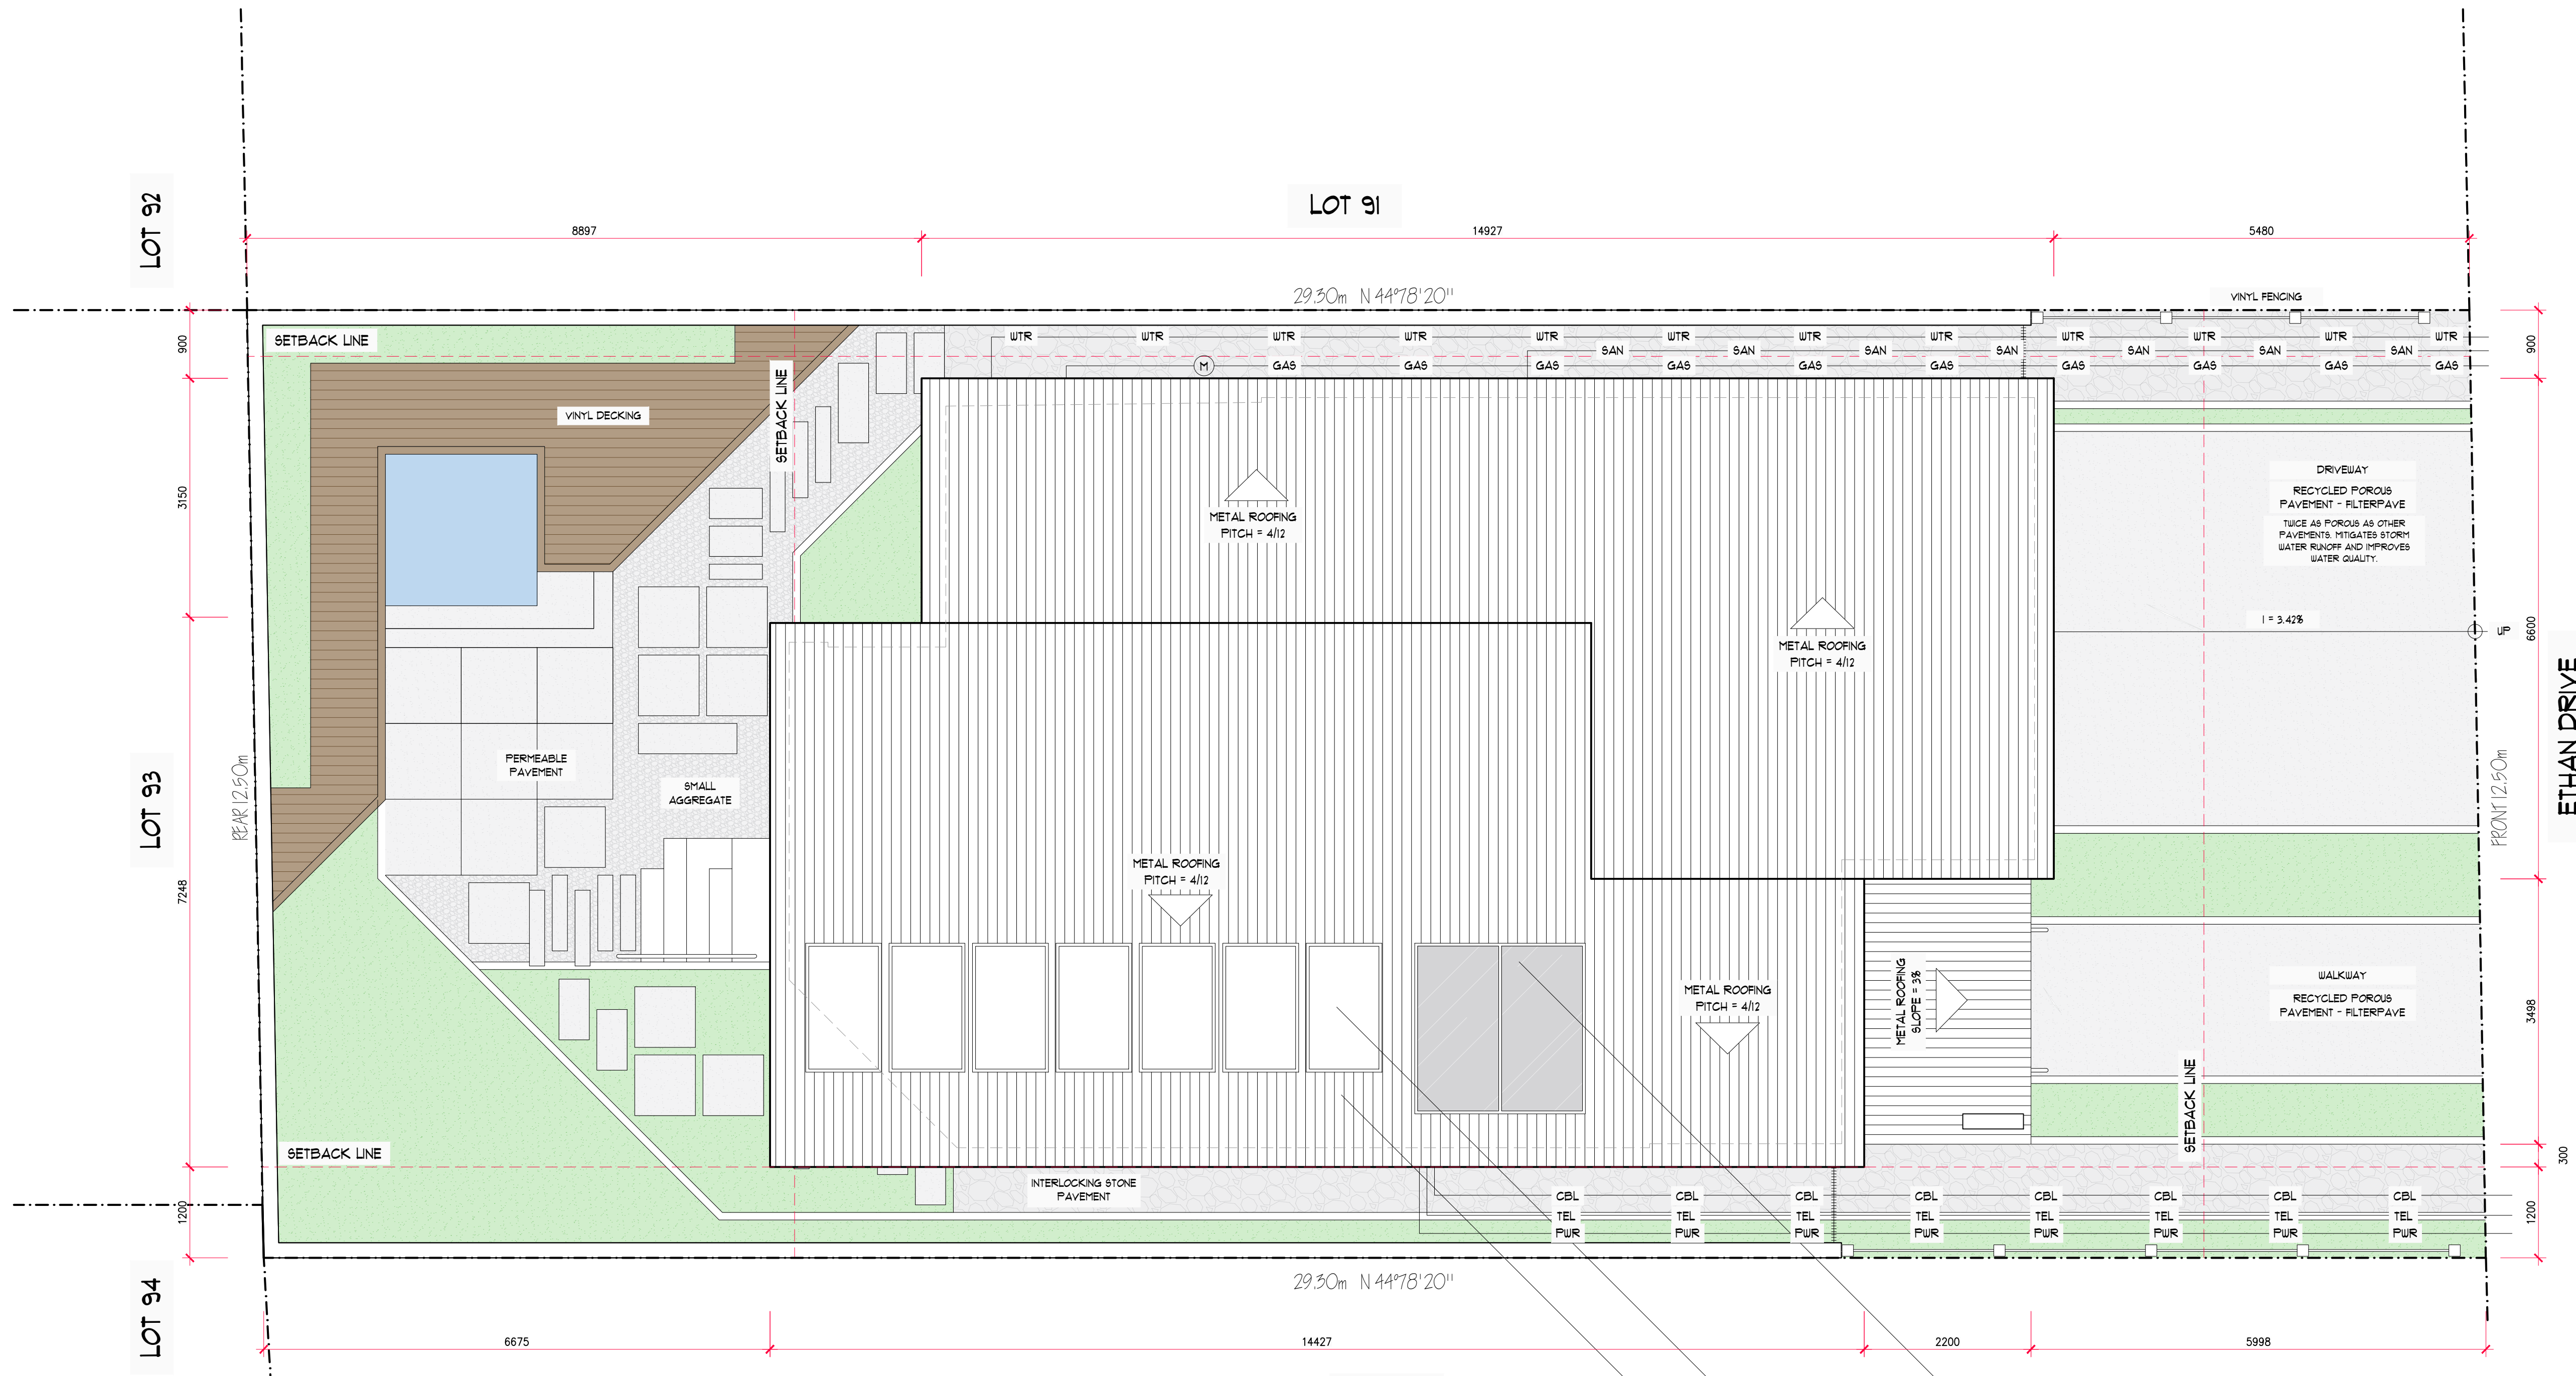 LOT 92
LOT 91
8897
14927
5480
29.30m N 44°78'20"
VINYL FENCING
SETBACK LINE
900
900
WTR WTR WTR WTR WTR WTR WTR WTR WTR WTR WTR WTR
SAN SAN SAN SAN SAN SAN SAN
M GAS GAS GAS GAS GAS GAS GAS GAS GAS GAS
SETBACK LINE
VINYL DECKING
DRIVEWAY
RECYCLED POROUS
PAVEMENT - FILTERPAVE
TWICE AS POROUS AS OTHER
PAVEMENTS. MITIGATES STORM
WATER RUNOFF AND IMPROVES
WATER QUALITY.
3150
METAL ROOFING
PITCH = 4/12
METAL ROOFING
PITCH = 4/12
I = 3.42%
UP
6600
ETHAN DRIVE
LOT 93
REAR 12.50m
PERMEABLE
PAVEMENT
SMALL
AGGREGATE
FRONT 12.50m
7248
METAL ROOFING
PITCH = 4/12
METAL ROOFING
PITCH = 4/12
METAL ROOFING
SLOPE = 3%
WALKWAY
RECYCLED POROUS
PAVEMENT - FILTERPAVE
3498
SETBACK LINE
SETBACK LINE
300
INTERLOCKING STONE
PAVEMENT
1200
1200
CBL CBL CBL CBL CBL CBL CBL CBL
TEL TEL TEL TEL TEL TEL TEL TEL
PWR PWR PWR PWR PWR PWR PWR PWR
LOT 94
29.30m N 44°78'20"
6675
14427
2200
5998